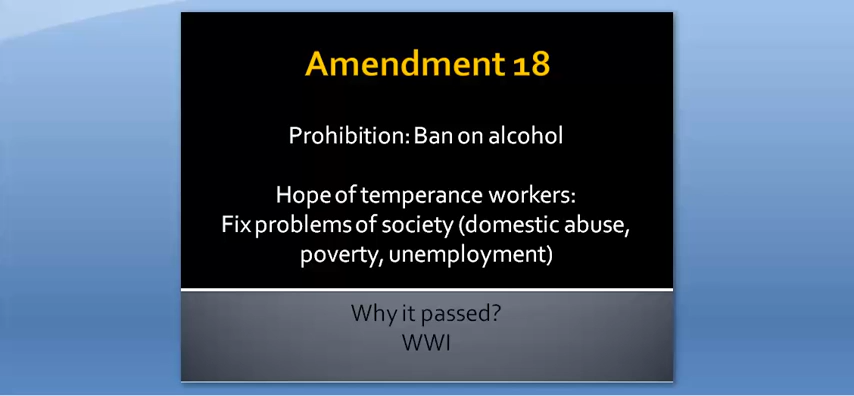 Amendment 18
Prohibition: Ban on alcohol
Hope of temperance workers:
Fix problems of society (domestic abuse,
poverty, unemployment)
Why it passed?
WWI